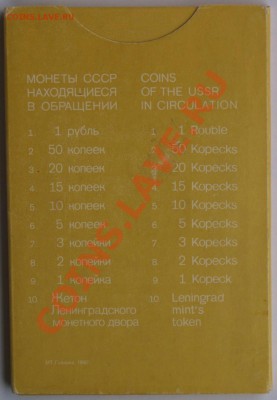 МОНЕТЫ СССР
НАХОДЯЩИЕСЯ
В ОБРАЩЕНИИ
1. 1 рубль
2. 50 копеек
3. 20 копеек
4. 15 копеек
5. 10 копеек
6. 5 копеек
7. 3 копейки
8. 2 копейки
9. 1 копейка
10. Жетон
Ленинградского
монетного двора
COINS
OF THE USSR
IN CIRCULATION
1. 1 Rouble
2. 50 Kopecks
3. 20 Kopecks
4. 15 Kopecks
5. 10 Kopecks
6. 5 Kopecks
7. 3 Kopecks
8. 2 Kopecks
9. 1 Kopeck
10. Leningrad
mint's
token
COINS.LAVE.RU